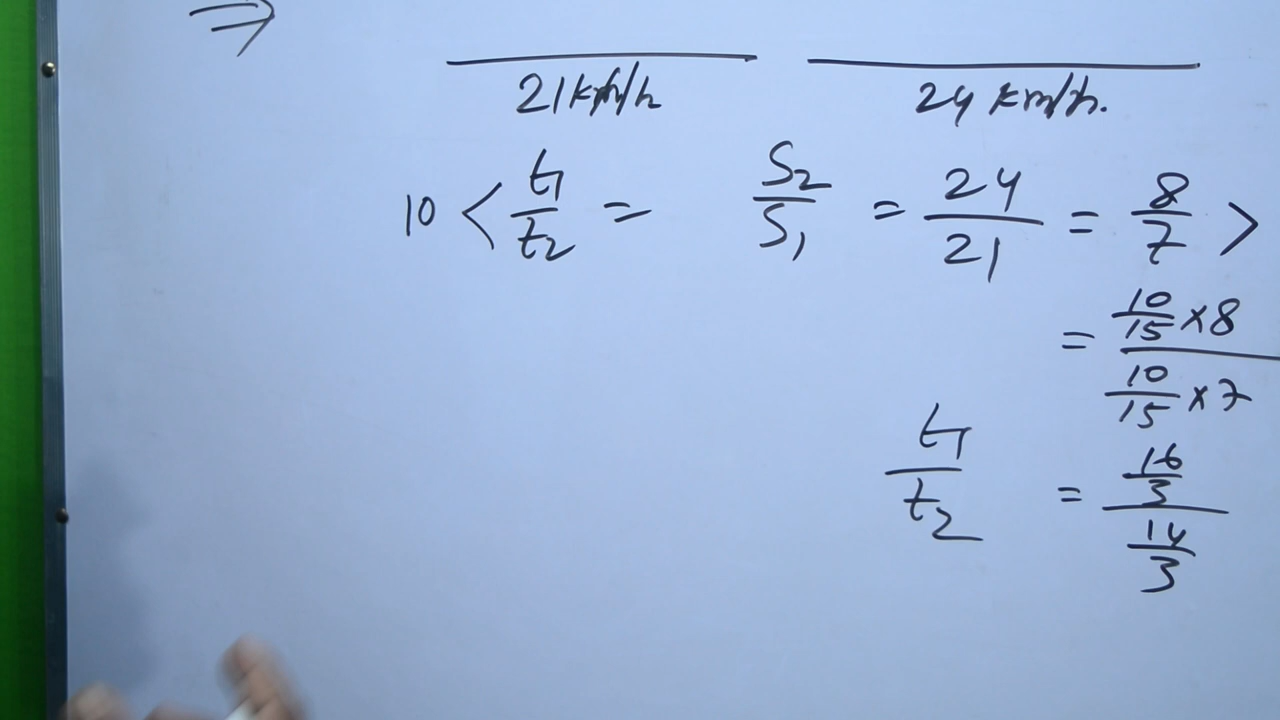 ⇒
21km/h 24 km/h.
10 < t1/t2 = S2/S1 = 24/21 = 8/7 >
= (10/15 × 8)/(10/15 × 7)
t1/t2 = (16/3)/(14/3)